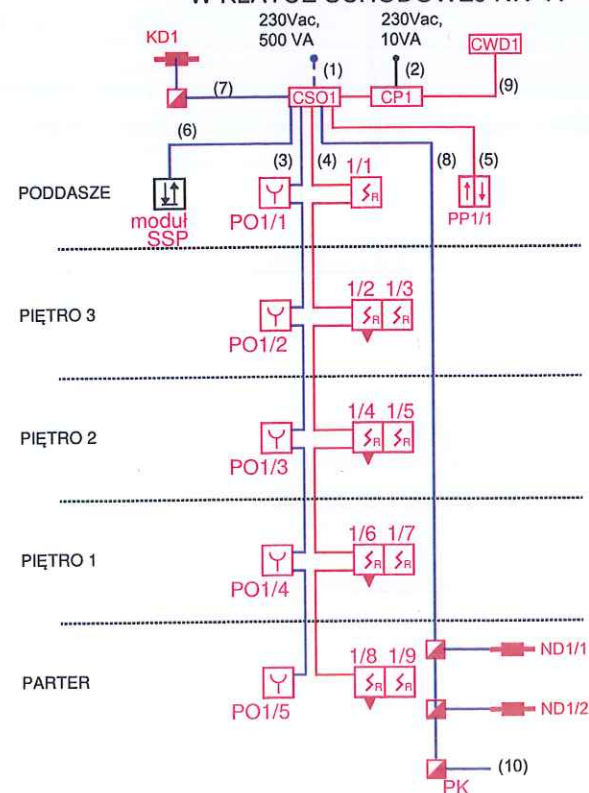 230Vac,
500 VA
230Vac,
10VA
KD1
CWD1
(1)
(2)
(7)
CSO1
CP1
(9)
(6)
(3)
(4)
1/1
(8)
(5)
PODDASZE
moduł
SSP
PO1/1
R
PP1/1
PIĘTRO 3
1/2 1/3
R R
PO1/2
PIĘTRO 2
1/4 1/5
R R
PO1/3
PIĘTRO 1
1/6 1/7
R R
PO1/4
PARTER
1/8 1/9
R R
PO1/5
ND1/1
ND1/2
(10)
PK